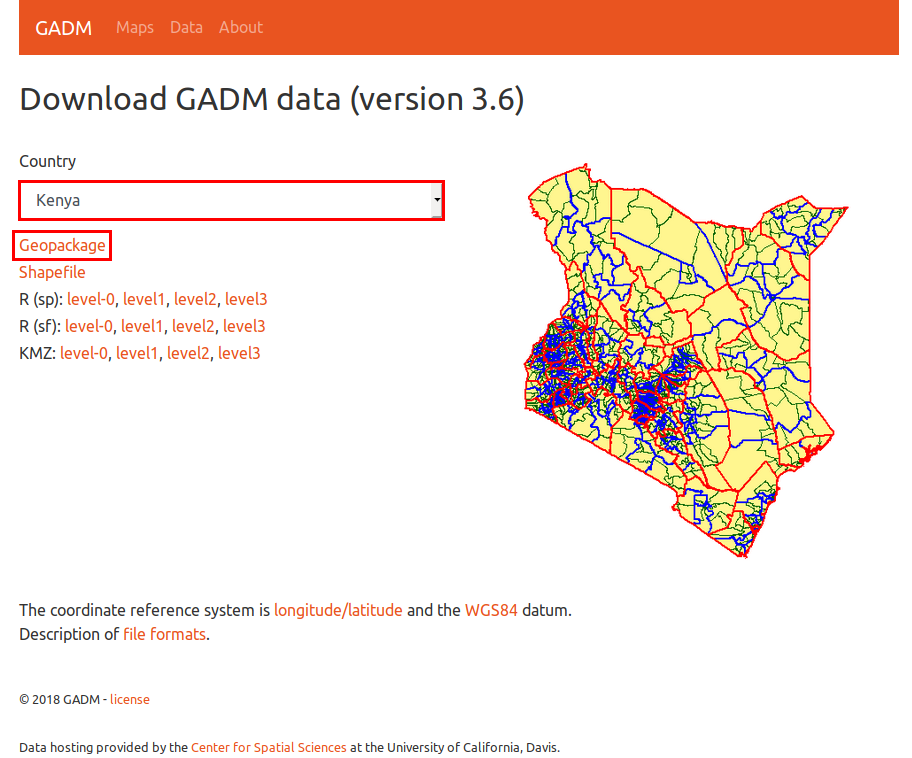 GADM Maps Data About
Download GADM data (version 3.6)
Country
Kenya
Geopackage
Shapefile
R (sp): level-0, level1, level2, level3
R (sf): level-0, level1, level2, level3
KMZ: level-0, level1, level2, level3
The coordinate reference system is longitude/latitude and the WGS84 datum.
Description of file formats.
© 2018 GADM - license
Data hosting provided by the Center for Spatial Sciences at the University of California, Davis.